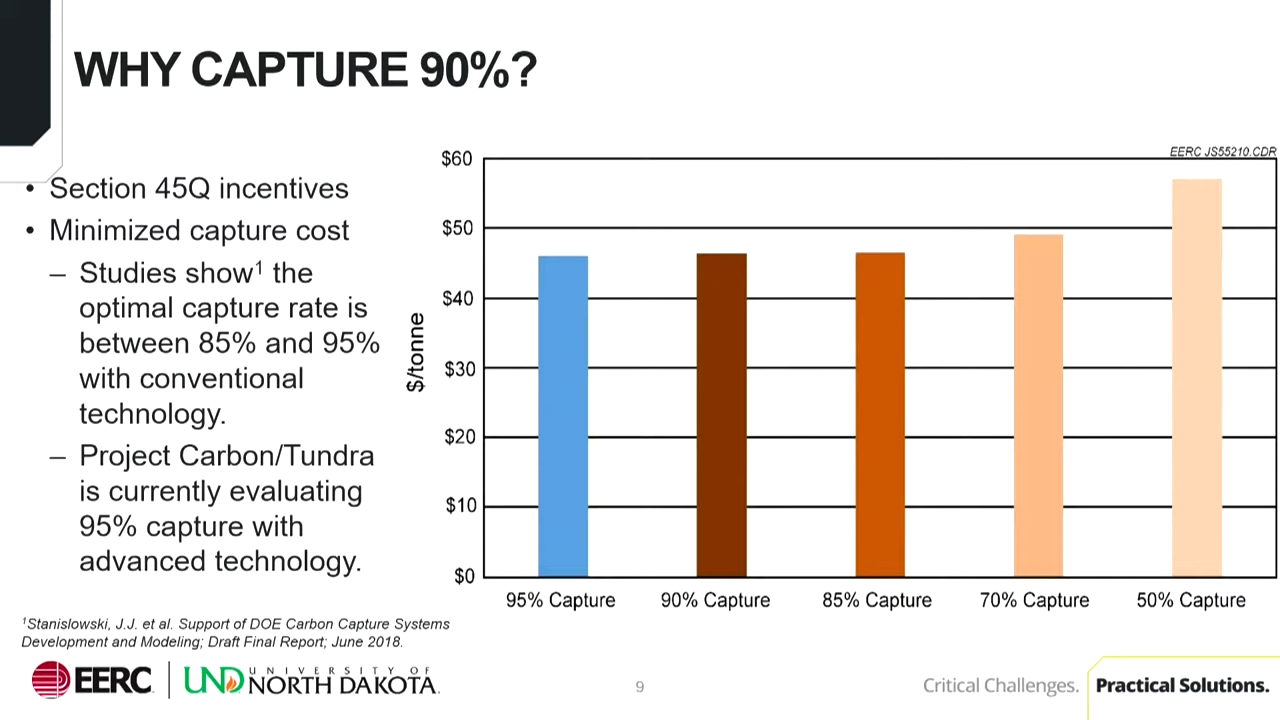 WHY CAPTURE 90%?
• Section 45Q incentives
• Minimized capture cost
– Studies show¹ the
optimal capture rate is
between 85% and 95%
with conventional
technology.
– Project Carbon/Tundra
is currently evaluating
95% capture with
advanced technology.
EERC JS55210.CDR
$60
$50
$40
$30
$20
$10
$0
$/tonne
95% Capture
90% Capture
85% Capture
70% Capture
50% Capture
¹Stanislowski, J.J. et al. Support of DOE Carbon Capture Systems
Development and Modeling; Draft Final Report; June 2018.
EERC
UND
UNIVERSITY OF
NORTH DAKOTA.
9
Critical Challenges. Practical Solutions.